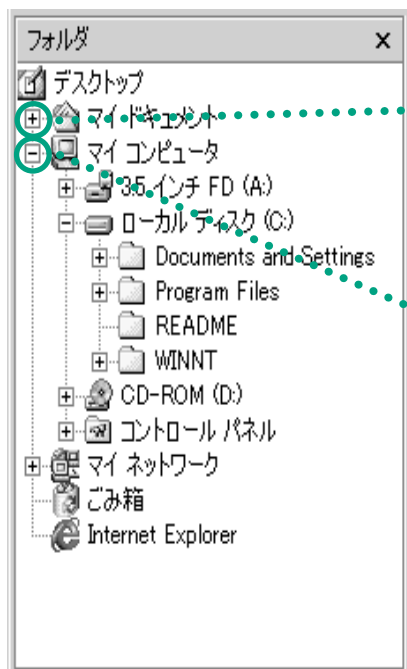 フォルダ
デスクトップ
マイ ドキュメント
マイ コンピュータ
3.5 インチ FD (A:)
ローカル ディスク (C:)
Documents and Settings
Program Files
README
WINNT
CD-ROM (D:)
コントロール パネル
マイ ネットワーク
ごみ箱
Internet Explorer